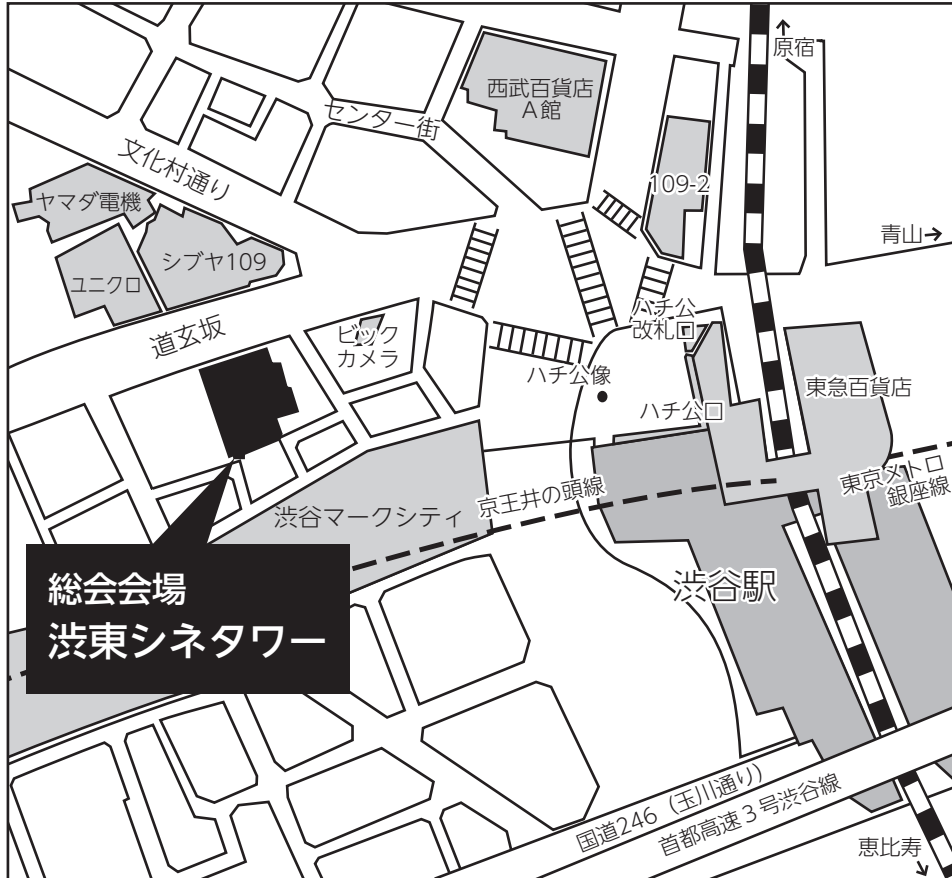 ↑
原宿
西武百貨店
A館
センター街
文化村通り
109-2
ヤマダ電機
シブヤ109
ユニクロ
青山→
道玄坂
ビック
カメラ
ハチ公
改札口
ハチ公像
ハチ公口
東急百貨店
東京メトロ
銀座線
京王井の頭線
渋谷マークシティ
渋谷駅
総会会場
渋東シネタワー
国道246（玉川通り）
首都高速3号渋谷線
恵比寿
↓